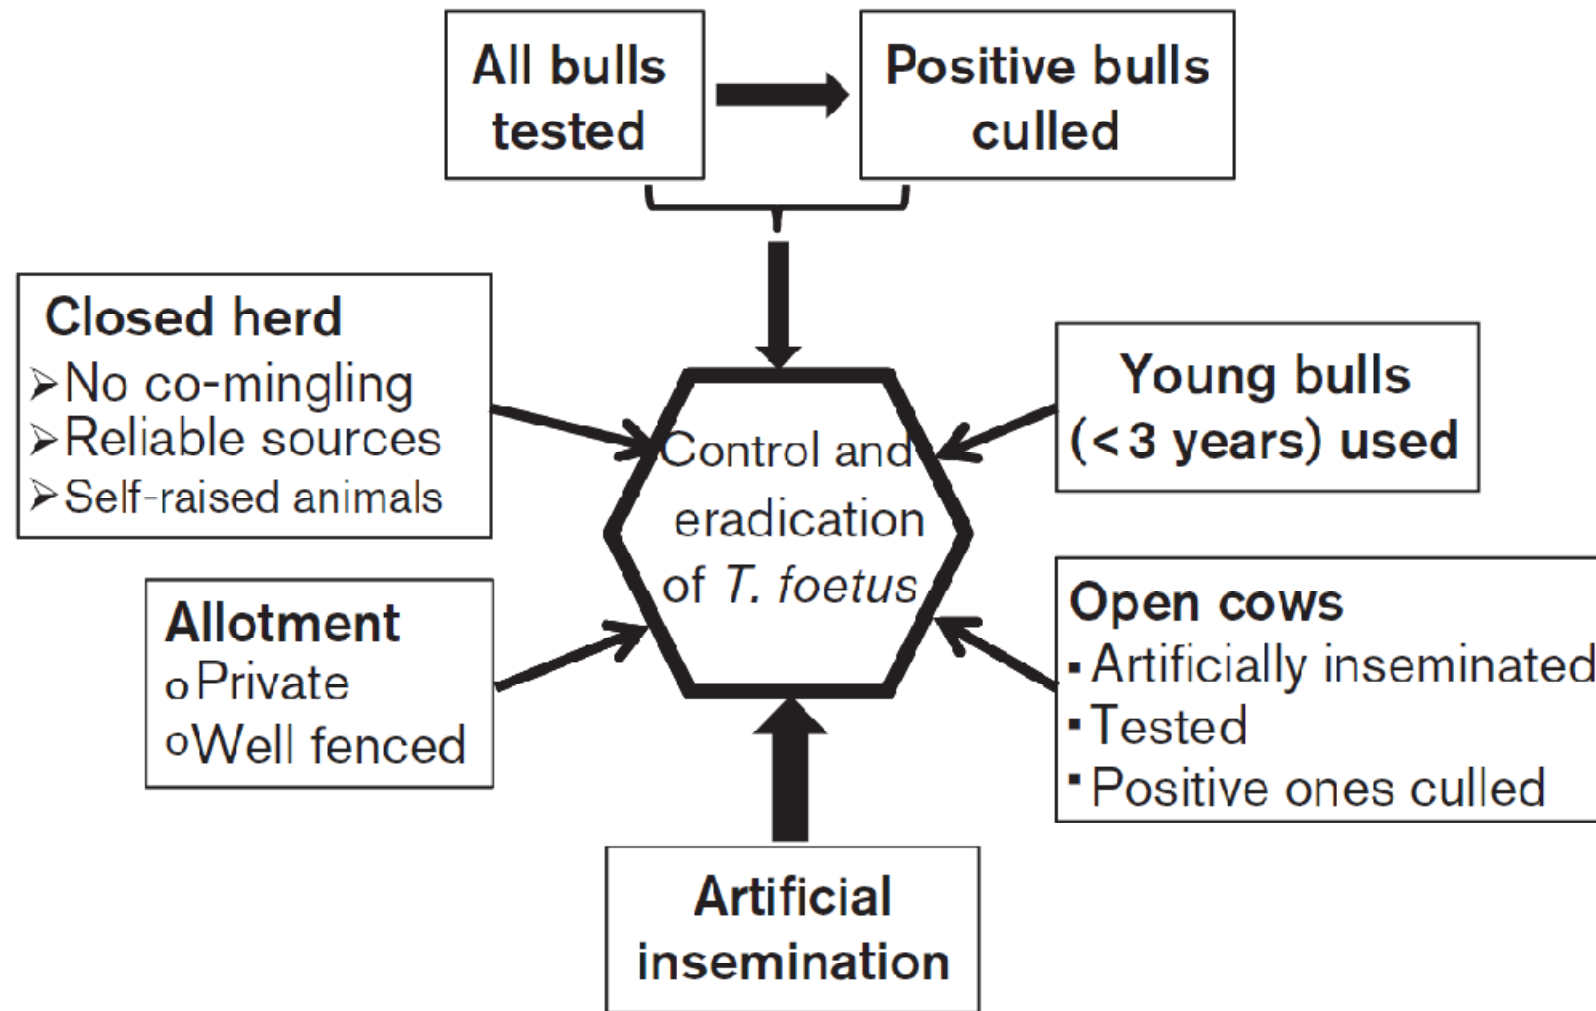 All bulls
tested
Positive bulls
culled
Closed herd
➢No co-mingling
➢Reliable sources
➢Self-raised animals
Young bulls
(<3 years) used
Control and
eradication
of T. foetus
Allotment
oPrivate
oWell fenced
Open cows
▪Artificially inseminated
▪Tested
▪Positive ones culled
Artificial
insemination